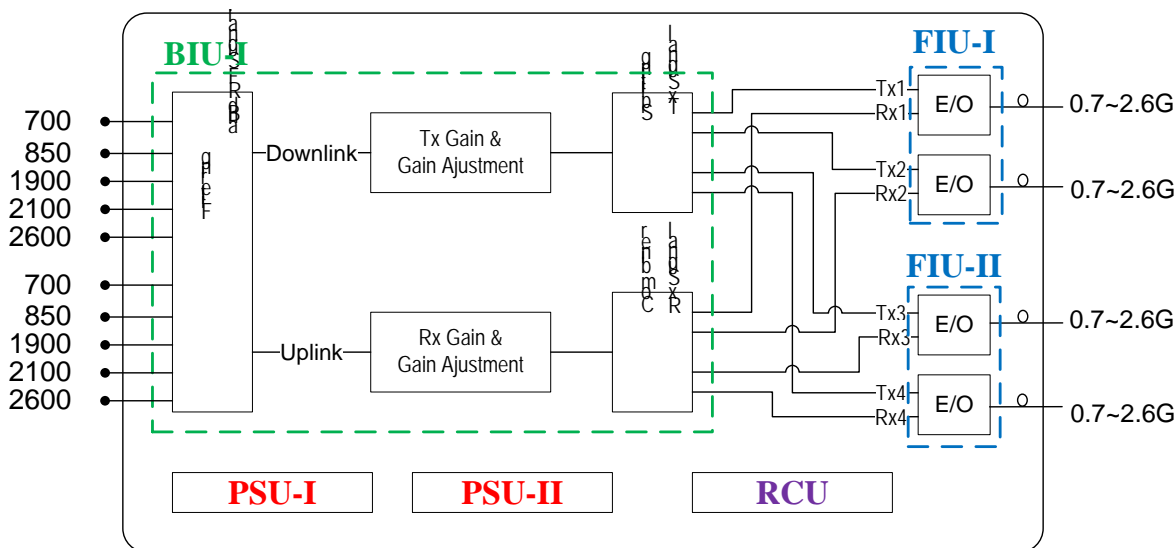 BIU-I
FIU-I
700
850
1900
2100
2600
700
850
1900
2100
2600
Downlink
Uplink
Tx Gain &
Gain Ajustment
Rx Gain &
Gain Ajustment
Tx1
Rx1
Tx2
Rx2
E/O
E/O
0.7~2.6G
0.7~2.6G
FIU-II
Tx3
Rx3
Tx4
Rx4
E/O
E/O
0.7~2.6G
0.7~2.6G
PSU-I
PSU-II
RCU